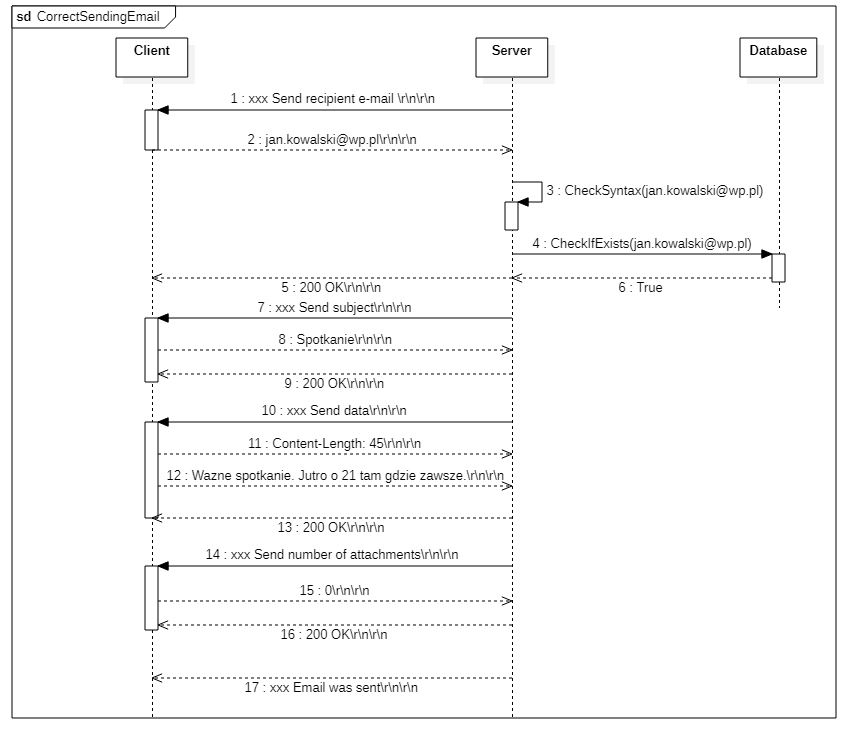 sd CorrectSendingEmail
Client
Server
Database
1 : xxx Send recipient e-mail \r\n\r\n
2 : jan.kowalski@wp.pl\r\n\r\n
3 : CheckSyntax(jan.kowalski@wp.pl)
4 : CheckIfExists(jan.kowalski@wp.pl)
5 : 200 OK\r\n\r\n
6 : True
7 : xxx Send subject\r\n\r\n
8 : Spotkanie\r\n\r\n
9 : 200 OK\r\n\r\n
10 : xxx Send data\r\n\r\n
11 : Content-Length: 45\r\n\r\n
12 : Wazne spotkanie. Jutro o 21 tam gdzie zawsze.\r\n\r\n
13 : 200 OK\r\n\r\n
14 : xxx Send number of attachments\r\n\r\n
15 : 0\r\n\r\n
16 : 200 OK\r\n\r\n
17 : xxx Email was sent\r\n\r\n